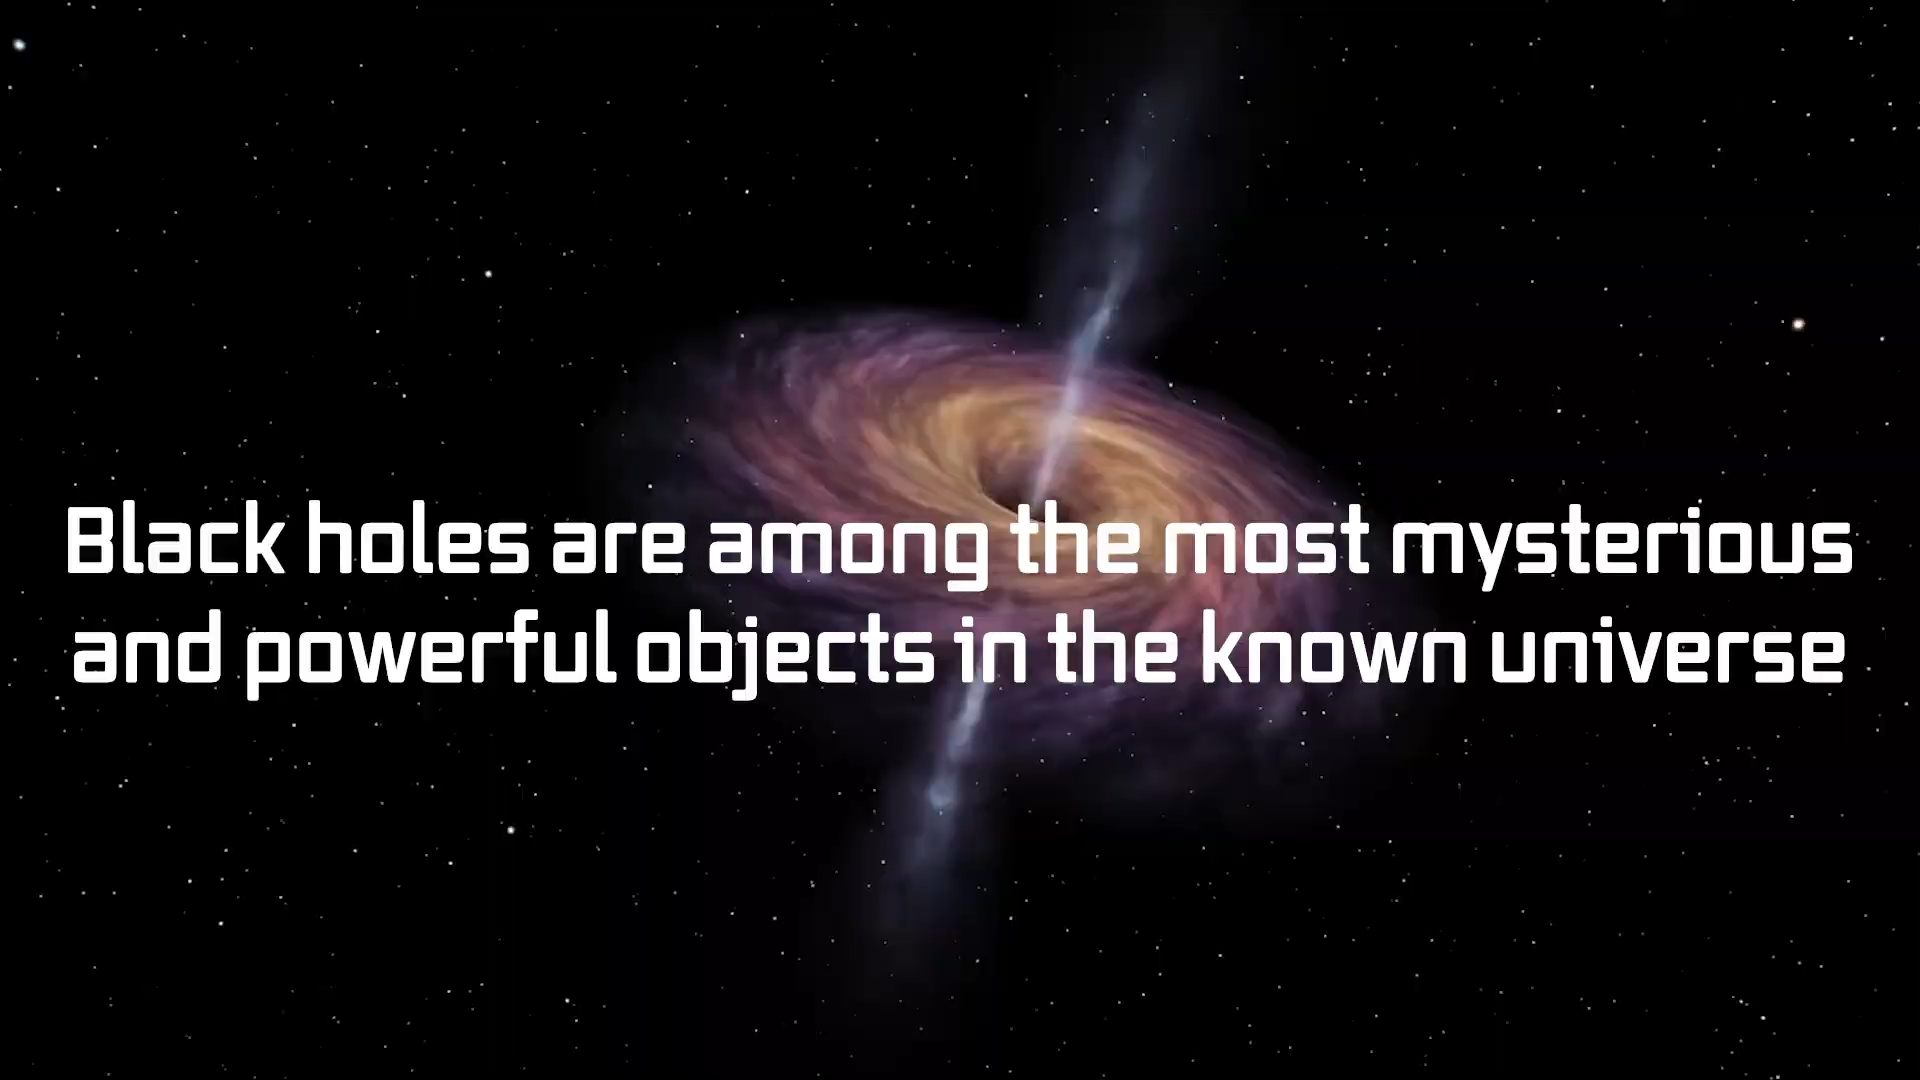 Black holes are among the most mysterious
and powerful objects in the known universe